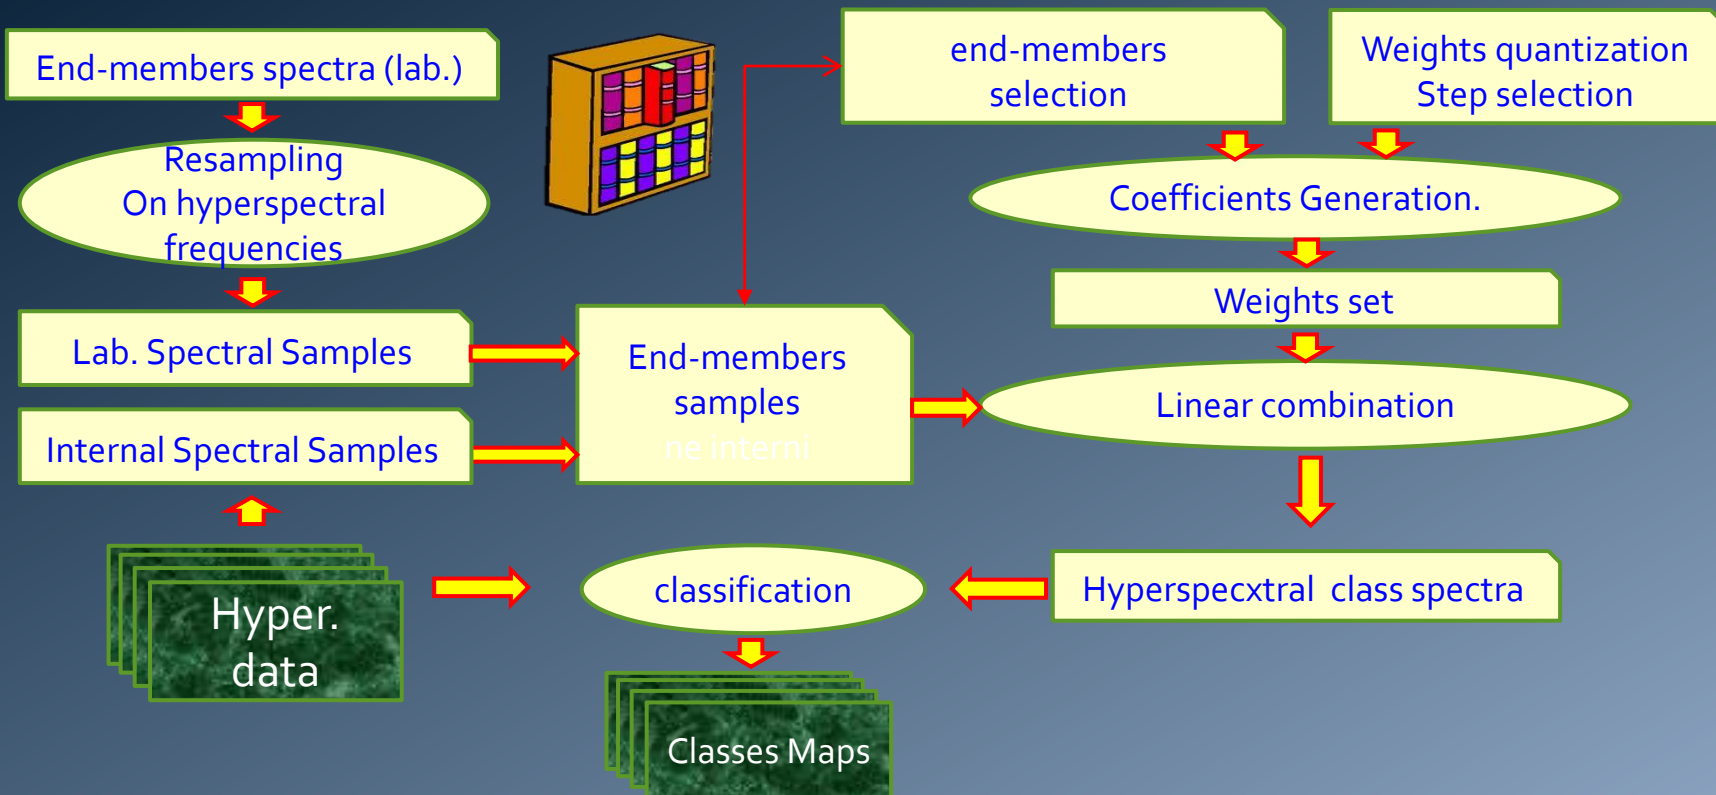 End-members spectra (lab.)
Resampling
On hyperspectral
frequencies
Lab. Spectral Samples
Internal Spectral Samples
Hyper.
data
end-members
selection
Weights quantization
Step selection
Coefficients Generation.
Weights set
End-members
samples
ne interni
Linear combination
classification
Hyperspecxtral class spectra
Classes Maps